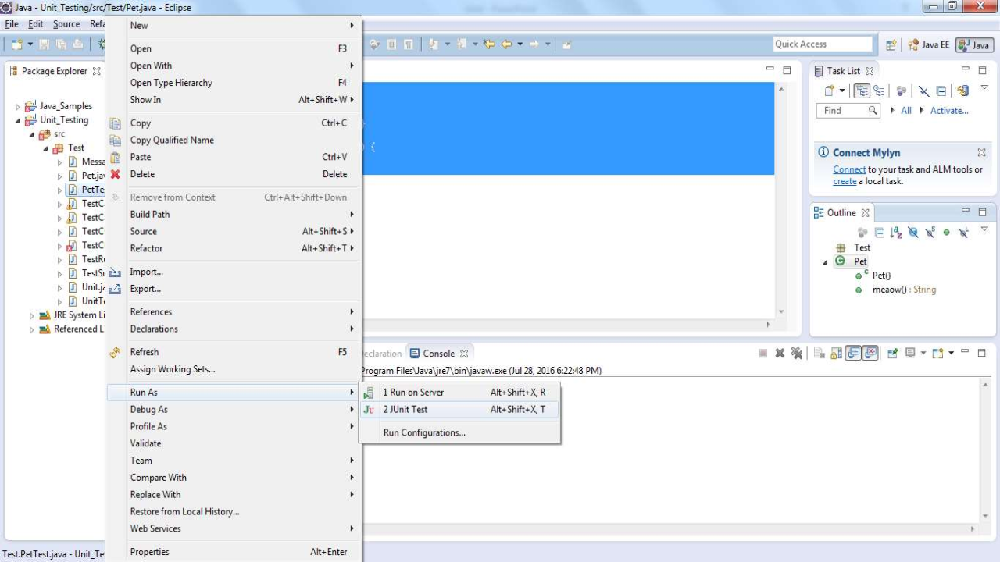 Java - Unit_Testing/src/Test/Pet.java - Eclipse
File Edit Source Refa
Quick Access
Java EE
Java
Package Explorer
Java_Samples
Unit_Testing
src
Test
Messa
Pet.jav
PetTe
TestC
TestC
TestC
TestC
TestRu
TestSu
Unit.ja
UnitTe
JRE System Li
Referenced L
New
Open F3
Open With
Open Type Hierarchy F4
Show In Alt+Shift+W
Copy Ctrl+C
Copy Qualified Name
Paste Ctrl+V
Delete Delete
Remove from Context Ctrl+Alt+Shift+Down
Build Path
Source Alt+Shift+S
Refactor Alt+Shift+T
Import...
Export...
References
Declarations
Refresh F5
Assign Working Sets...
Run As
Debug As
Profile As
Validate
Team
Compare With
Replace With
Restore from Local History...
Web Services
Properties Alt+Enter
1 Run on Server Alt+Shift+X, R
2 JUnit Test Alt+Shift+X, T
Run Configurations...
) {
Task List
Find All Activate...
Connect Mylyn
Connect to your task and ALM tools or
create a local task.
Outline
Test
Pet
Pet()
meaow() : String
eclaration Console
Program Files\Java\jre7\bin\javaw.exe (Jul 28, 2016 6:22:48 PM)
Test.PetTest.java - Unit_Te